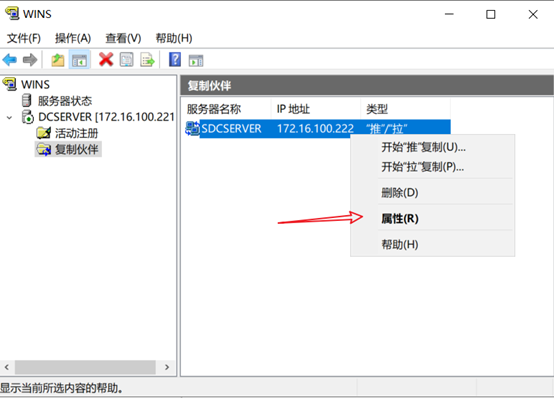 WINS
文件(F) 操作(A) 查看(V) 帮助(H)
WINS
服务器状态
DCSERVER [172.16.100.221
活动注册
复制伙伴
复制伙伴
服务器名称 IP 地址 类型
SDCSERVER 172.16.100.222 "推"/"拉"
开始"推"复制(U)...
开始"拉"复制(P)...
删除(D)
属性(R)
帮助(H)
显示当前所选内容的帮助。